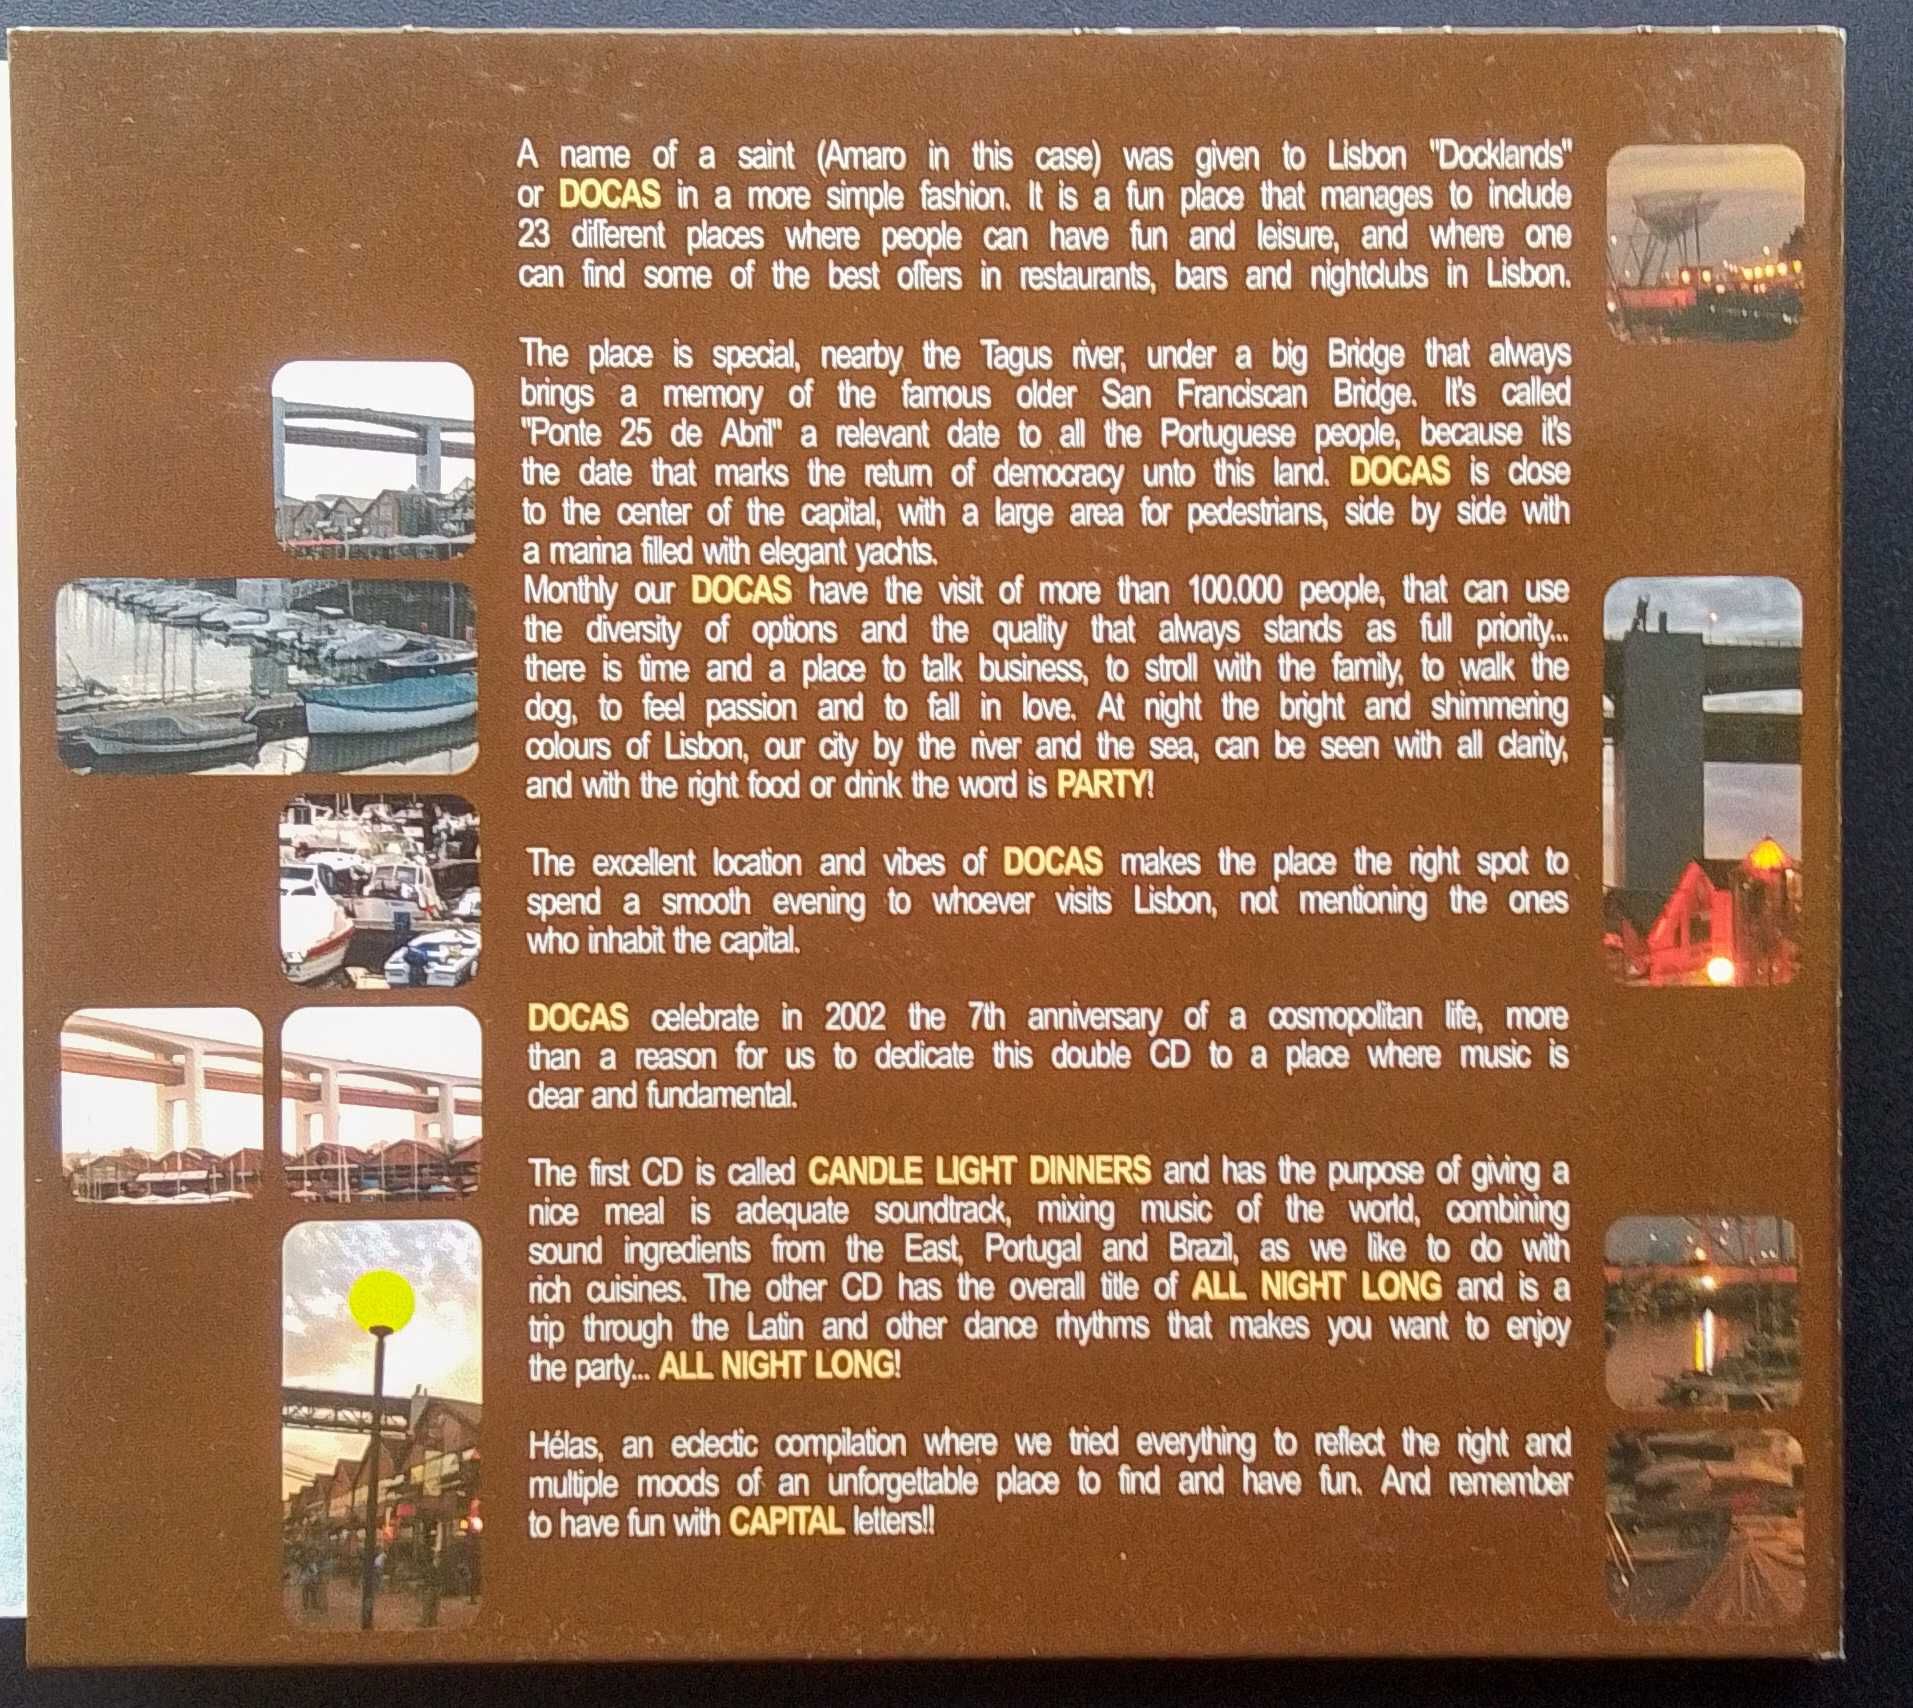 A name of a saint (Amaro in this case) was given to Lisbon "Docklands"
or DOCAS in a more simple fashion. It is a fun place that manages to include
23 different places where people can have fun and leisure, and where one
can find some of the best offers in restaurants, bars and nightclubs in Lisbon.
The place is special, nearby the Tagus river, under a big Bridge that always
brings a memory of the famous older San Franciscan Bridge. It's called
"Ponte 25 de Abril" a relevant date to all the Portuguese people, because it's
the date that marks the return of democracy unto this land. DOCAS is close
to the center of the capital, with a large area for pedestrians, side by side with
a marina filled with elegant yachts.
Monthly our DOCAS have the visit of more than 100.000 people, that can use
the diversity of options and the quality that always stands as full priority...
there is time and a place to talk business, to stroll with the family, to walk the
dog, to feel passion and to fall in love. At night the bright and shimmering
colours of Lisbon, our city by the river and the sea, can be seen with all clarity,
and with the right food or drink the word is PARTY!
The excellent location and vibes of DOCAS makes the place the right spot to
spend a smooth evening to whoever visits Lisbon, not mentioning the ones
who inhabit the capital.
DOCAS celebrate in 2002 the 7th anniversary of a cosmopolitan life, more
than a reason for us to dedicate this double CD to a place where music is
dear and fundamental.
The first CD is called CANDLE LIGHT DINNERS and has the purpose of giving a
nice meal is adequate soundtrack, mixing music of the world, combining
sound ingredients from the East, Portugal and Brazil, as we like to do with
rich cuisines. The other CD has the overall title of ALL NIGHT LONG and is a
trip through the Latin and other dance rhythms that makes you want to enjoy
the party... ALL NIGHT LONG!
Hélas, an eclectic compilation where we tried everything to reflect the right and
multiple moods of an unforgettable place to find and have fun. And remember
to have fun with CAPITAL letters!!